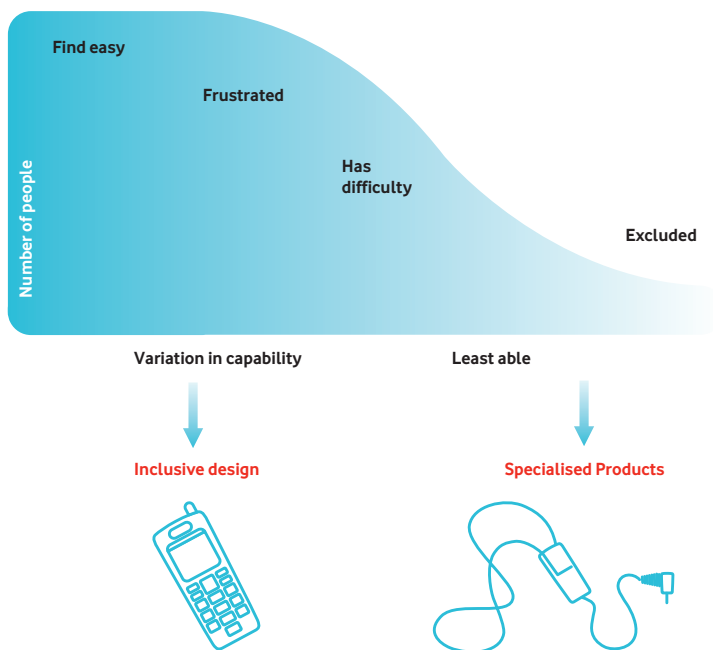 Find easy
Frustrated
Has
difficulty
Excluded
Number of people
Variation in capability
Least able
Inclusive design
Specialised Products